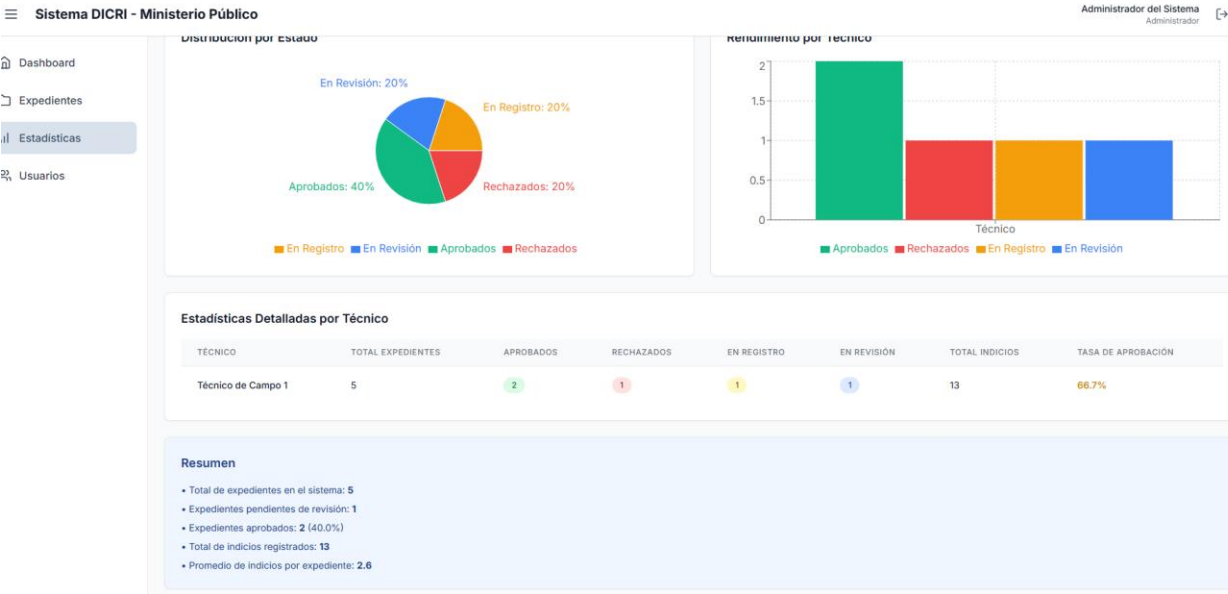 Sistema DICRI - Ministerio Público
Administrador del Sistema
Administrador
Dashboard
Expedientes
Estadísticas
Usuarios
Distribución por Estado
En Revisión: 20%
En Registro: 20%
Aprobados: 40%
Rechazados: 20%
En Registro En Revisión Aprobados Rechazados
Rendimiento por Técnico
2
1.5
1
0.5
0
Técnico
Aprobados Rechazados En Registro En Revisión
Estadísticas Detalladas por Técnico
TÉCNICO TOTAL EXPEDIENTES APROBADOS RECHAZADOS EN REGISTRO EN REVISIÓN TOTAL INDICIOS TASA DE APROBACIÓN
Técnico de Campo 1 5 2 1 1 1 13 66.7%
Resumen
• Total de expedientes en el sistema: 5
• Expedientes pendientes de revisión: 1
• Expedientes aprobados: 2 (40.0%)
• Total de indicios registrados: 13
• Promedio de indicios por expediente: 2.6